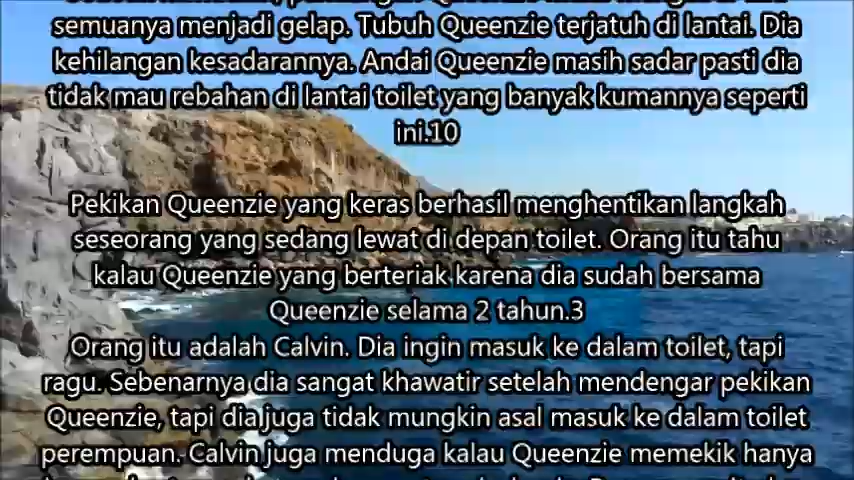 semuanya menjadi gelap. Tubuh Queenzie terjatuh di lantai. Dia
kehilangan kesadarannya. Andai Queenzie masih sadar pasti dia
tidak mau rebahan di lantai toilet yang banyak kumannya seperti
ini.10
Pekikan Queenzie yang keras berhasil menghentikan langkah
seseorang yang sedang lewat di depan toilet. Orang itu tahu
kalau Queenzie yang berteriak karena dia sudah bersama
Queenzie selama 2 tahun.3
Orang itu adalah Calvin. Dia ingin masuk ke dalam toilet, tapi
ragu. Sebenarnya dia sangat khawatir setelah mendengar pekikan
Queenzie, tapi dia juga tidak mungkin asal masuk ke dalam toilet
perempuan. Calvin juga menduga kalau Queenzie memekik hanya